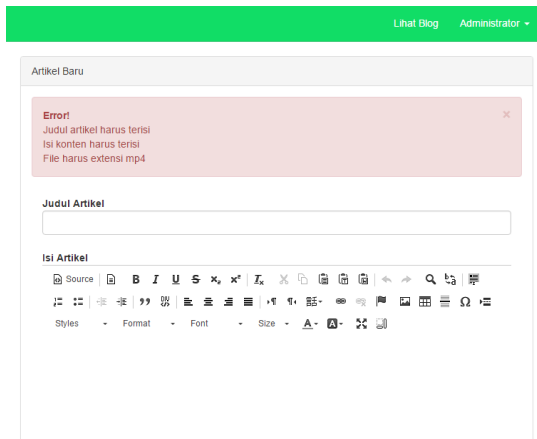 Lihat Blog Administrator
Artikel Baru
Error!
×
Judul artikel harus terisi
Isi konten harus terisi
File harus extensi mp4
Judul Artikel
Isi Artikel
Source
Styles Format Font Size